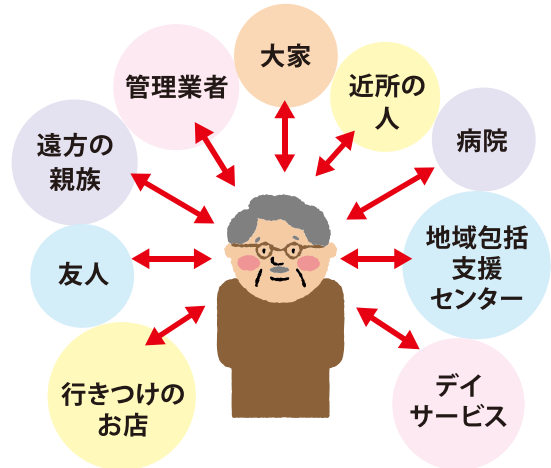 大家
管理業者
近所の
人
遠方の
親族
病院
友人
地域包括
支援
センター
行きつけの
お店
デイ
サービス